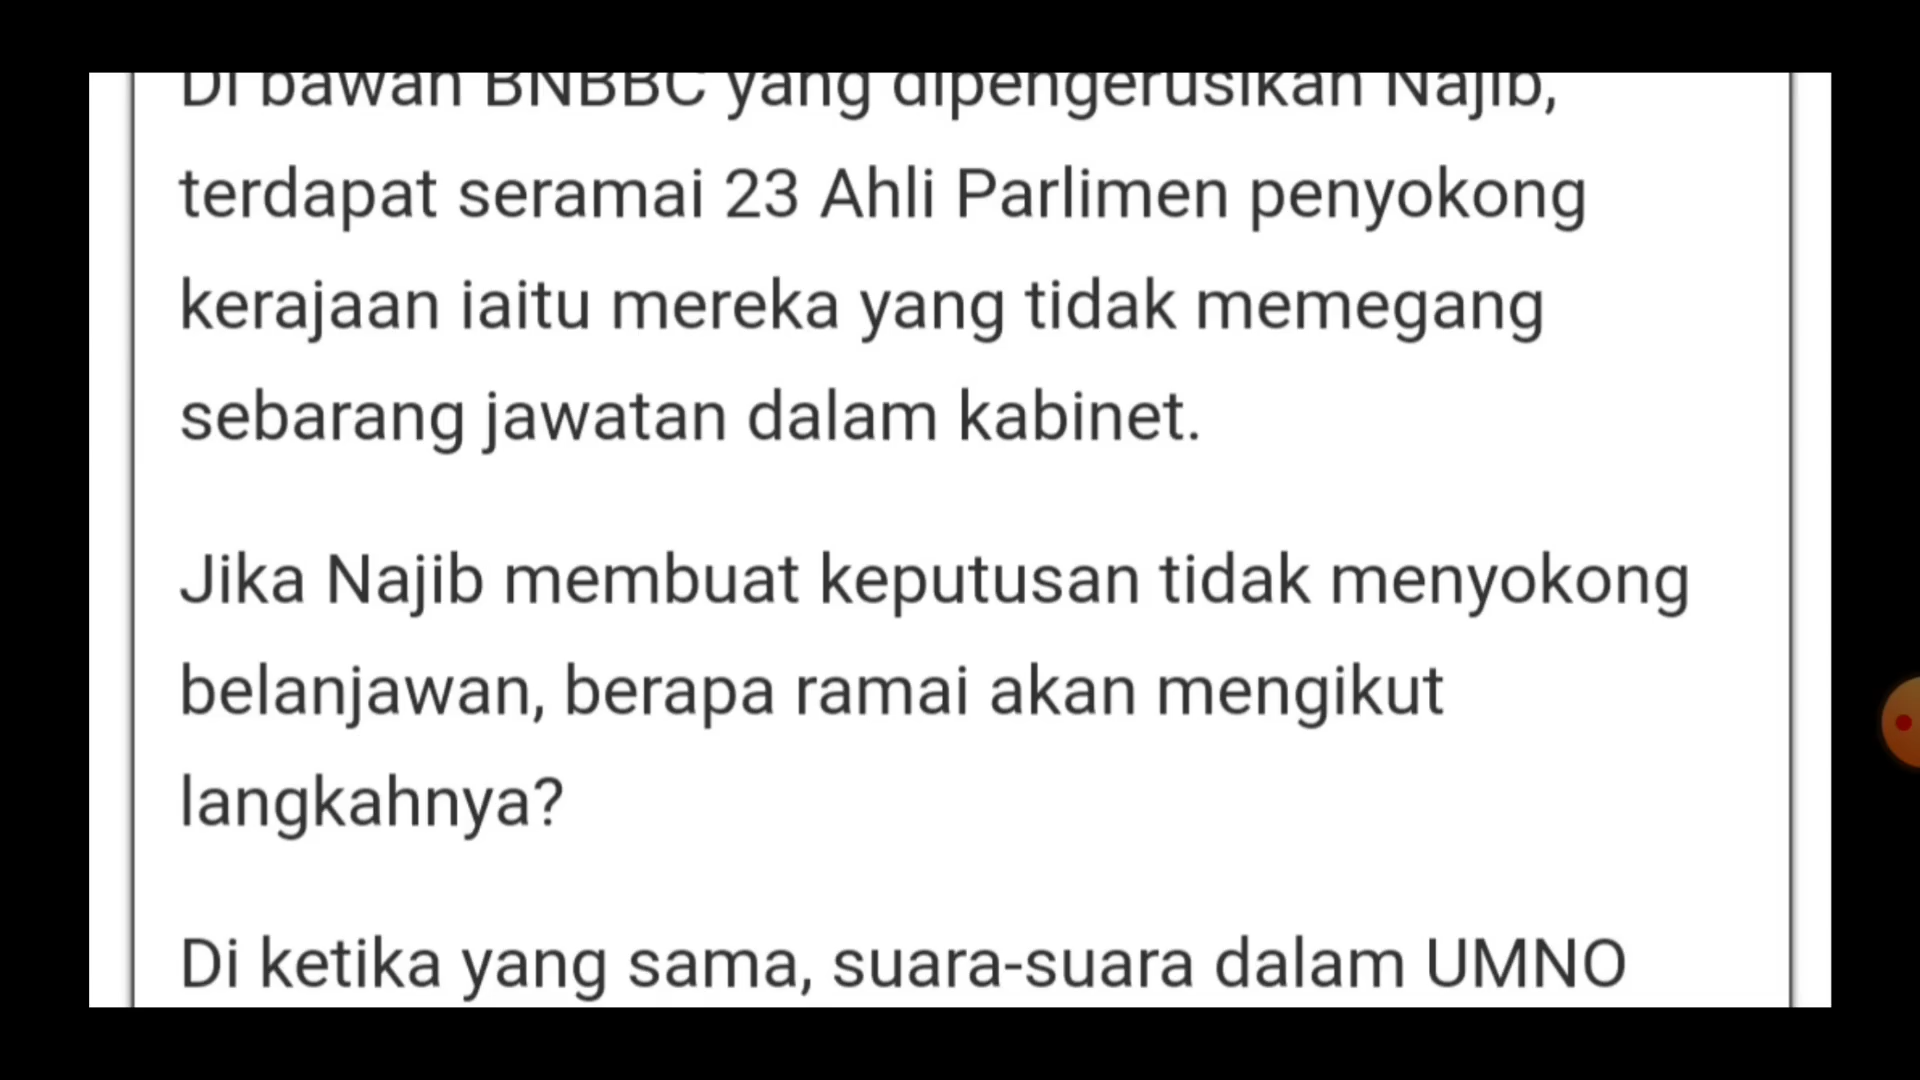 Di bawah BNBBC yang dipengerusikan Najib,
terdapat seramai 23 Ahli Parlimen penyokong
kerajaan iaitu mereka yang tidak memegang
sebarang jawatan dalam kabinet.
Jika Najib membuat keputusan tidak menyokong
belanjawan, berapa ramai akan mengikut
langkahnya?
Di ketika yang sama, suara-suara dalam UMNO